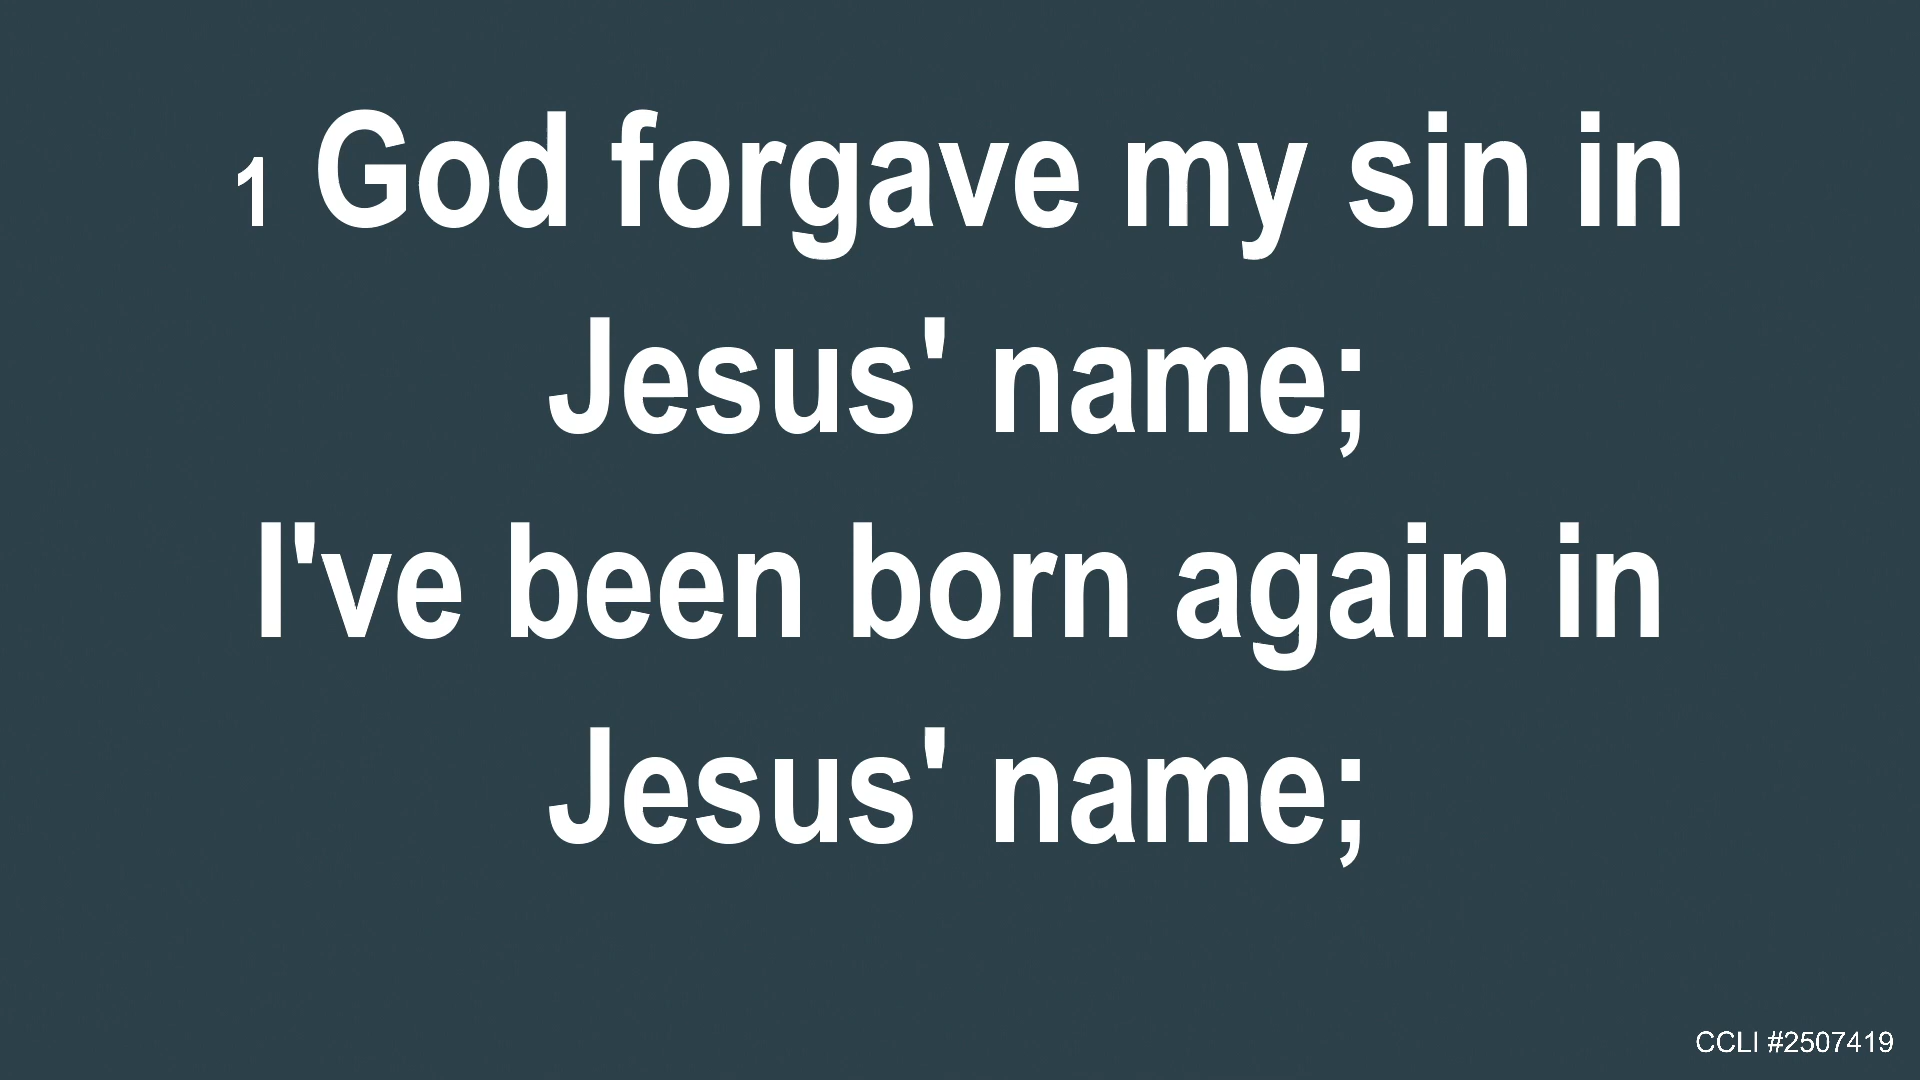 1 God forgave my sin in
Jesus' name;
I've been born again in
Jesus' name;
CCLI #2507419